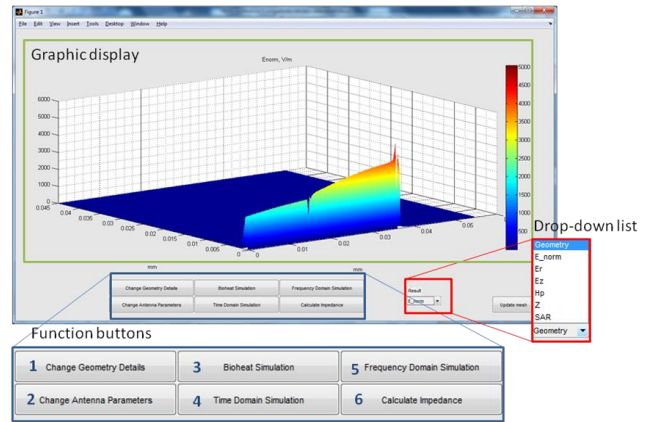 Figure 1
File Edit View Insert Tools Desktop Window Help
Graphic display
Enorm, V/m
6000
5000
4000
3000
2000
1000
0
0.045
0.04
0.03
0.02
0.015
0.01
0.005
0
0
0.01
0.02
0.03
0.04
0.05
mm
mm
5000
4500
4000
3500
3000
2500
2000
1500
1000
500
Change Geometry Details
Bioheat Simulation
Frequency Domain Simulation
Change Antenna Parameters
Time Domain Simulation
Calculate Impedance
Result
E_norm
Update mesh
Drop-down list
Geometry
E_norm
Er
Ez
Hp
Z
SAR
Geometry
Function buttons
1 Change Geometry Details
3 Bioheat Simulation
5 Frequency Domain Simulation
2 Change Antenna Parameters
4 Time Domain Simulation
6 Calculate Impedance